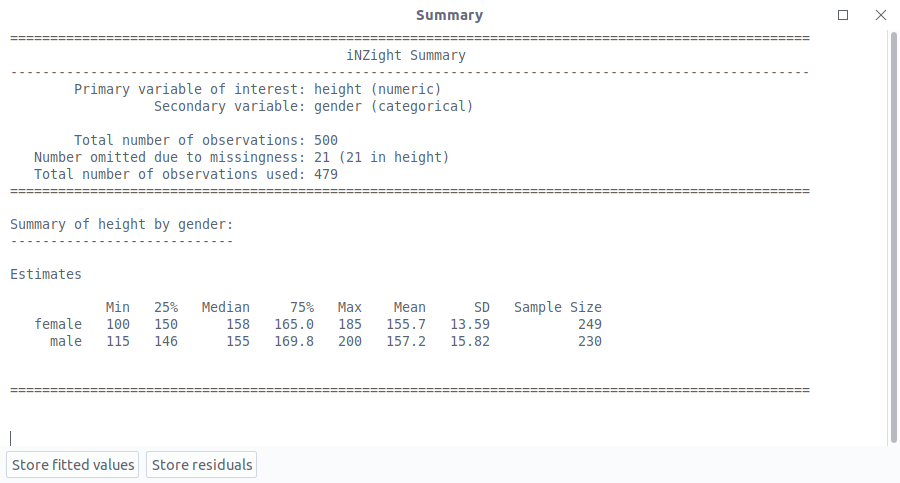 Summary
====================================================================================================
iNZight Summary
----------------------------------------------------------------------------------------------------
Primary variable of interest: height (numeric)
Secondary variable: gender (categorical)
Total number of observations: 500
Number omitted due to missingness: 21 (21 in height)
Total number of observations used: 479
====================================================================================================
Summary of height by gender:
----------------------------
Estimates
Min 25% Median 75% Max Mean SD Sample Size
female 100 150 158 165.0 185 155.7 13.59 249
male 115 146 155 169.8 200 157.2 15.82 230
====================================================================================================
Store fitted values Store residuals